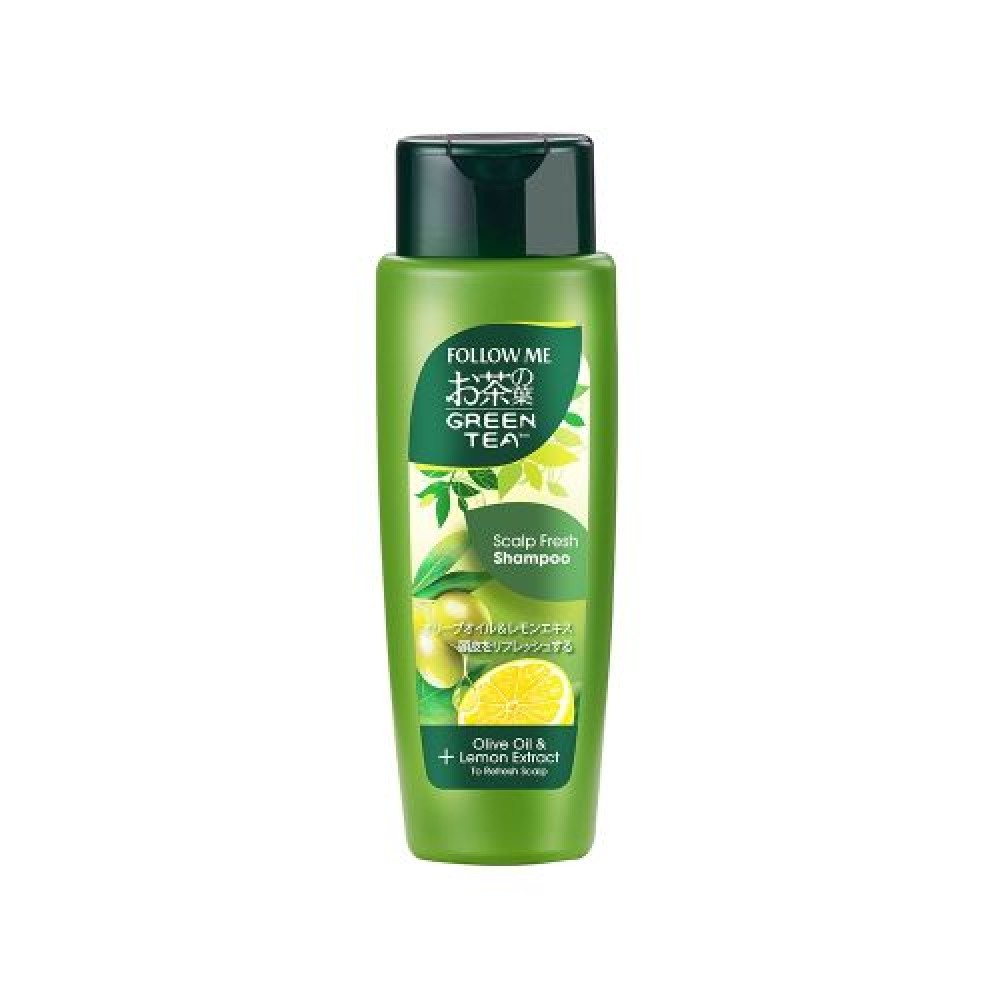 FOLLOW ME
お茶の葉
GREEN
TEA™
Scalp Fresh
Shampoo
オリーブオイル&レモンエキス
頭皮をリフレッシュする
Olive Oil &
+ Lemon Extract
To Refresh Scalp